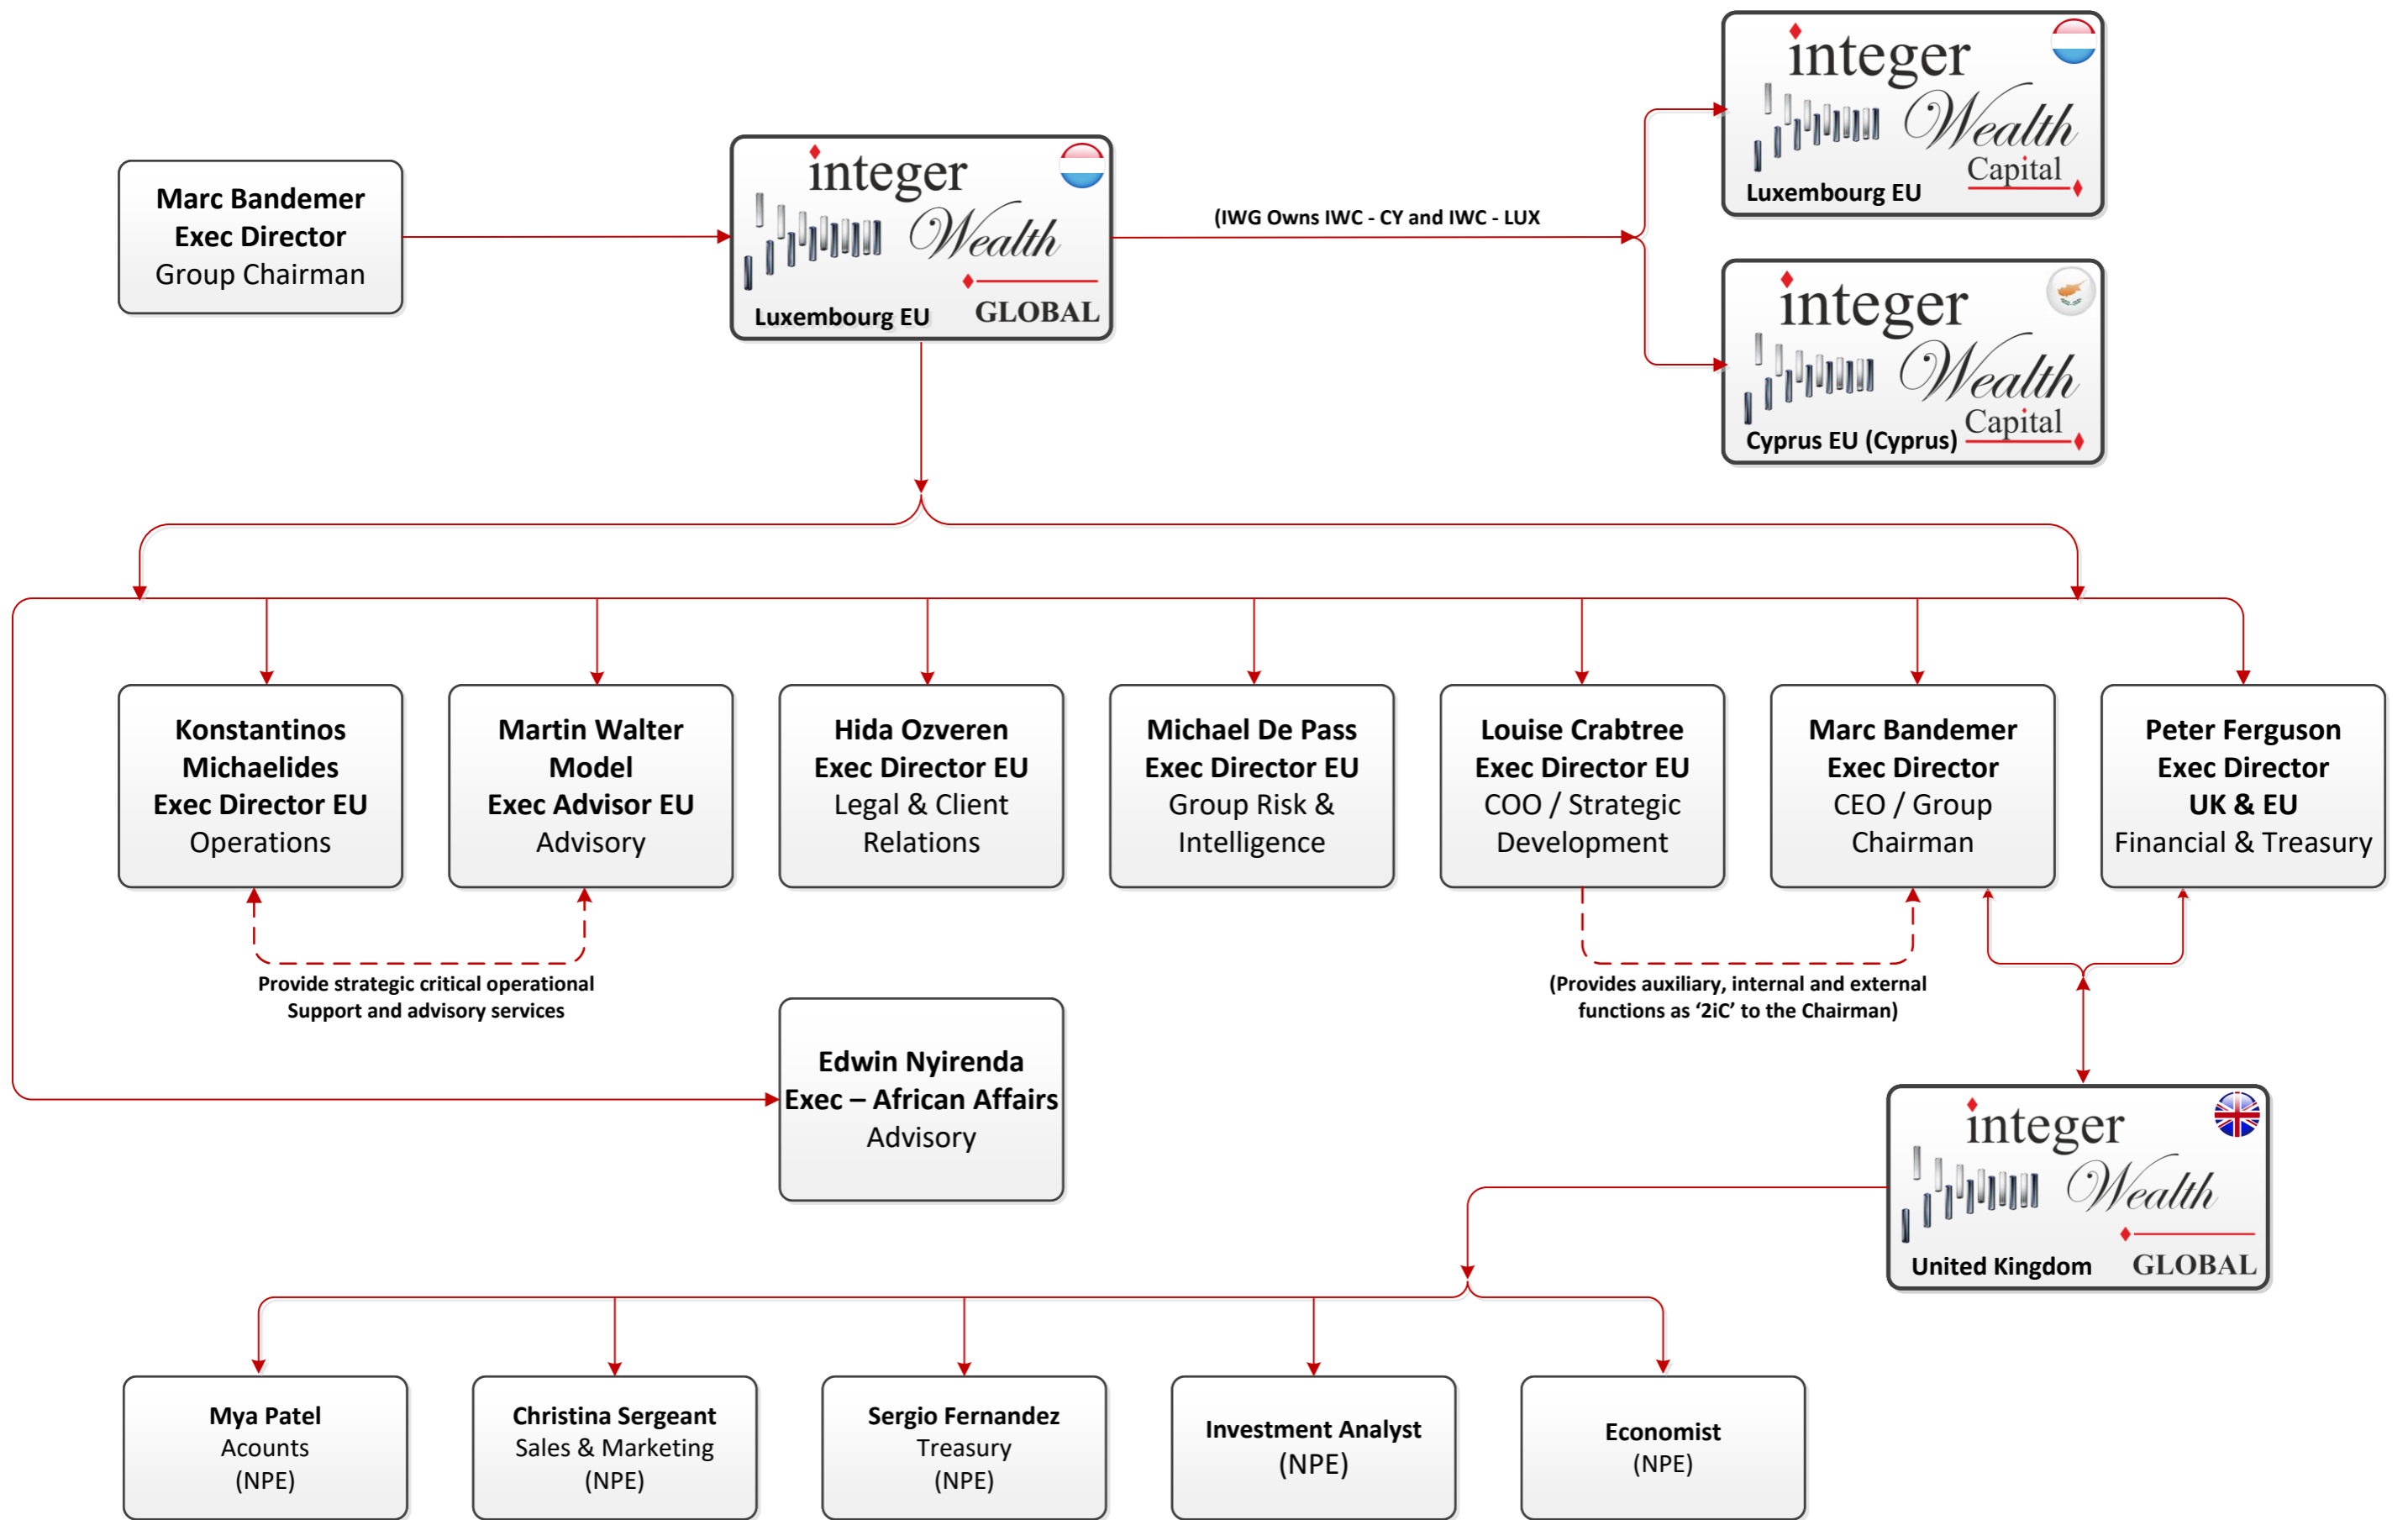 integer
Wealth
Capital
Luxembourg EU
Marc Bandemer
Exec Director
Group Chairman
integer
Wealth
GLOBAL
Luxembourg EU
(IWG Owns IWC - CY and IWC - LUX
integer
Wealth
Capital
Cyprus EU (Cyprus)
Konstantinos
Michaelides
Exec Director EU
Operations
Martin Walter
Model
Exec Advisor EU
Advisory
Hida Ozveren
Exec Director EU
Legal & Client
Relations
Michael De Pass
Exec Director EU
Group Risk &
Intelligence
Louise Crabtree
Exec Director EU
COO / Strategic
Development
Marc Bandemer
Exec Director
CEO / Group
Chairman
Peter Ferguson
Exec Director
UK & EU
Financial & Treasury
Provide strategic critical operational
Support and advisory services
(Provides auxiliary, internal and external
functions as ‘2iC’ to the Chairman)
Edwin Nyirenda
Exec – African Affairs
Advisory
integer
Wealth
GLOBAL
United Kingdom
Mya Patel
Acounts
(NPE)
Christina Sergeant
Sales & Marketing
(NPE)
Sergio Fernandez
Treasury
(NPE)
Investment Analyst
(NPE)
Economist
(NPE)